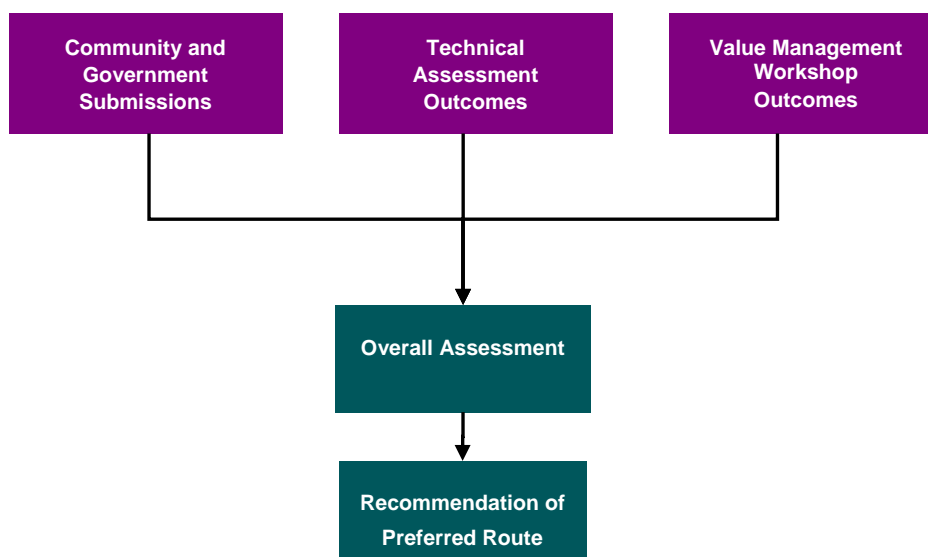 Community and
Government
Submissions
Technical
Assessment
Outcomes
Value Management
Workshop
Outcomes
Overall Assessment
Recommendation of
Preferred Route